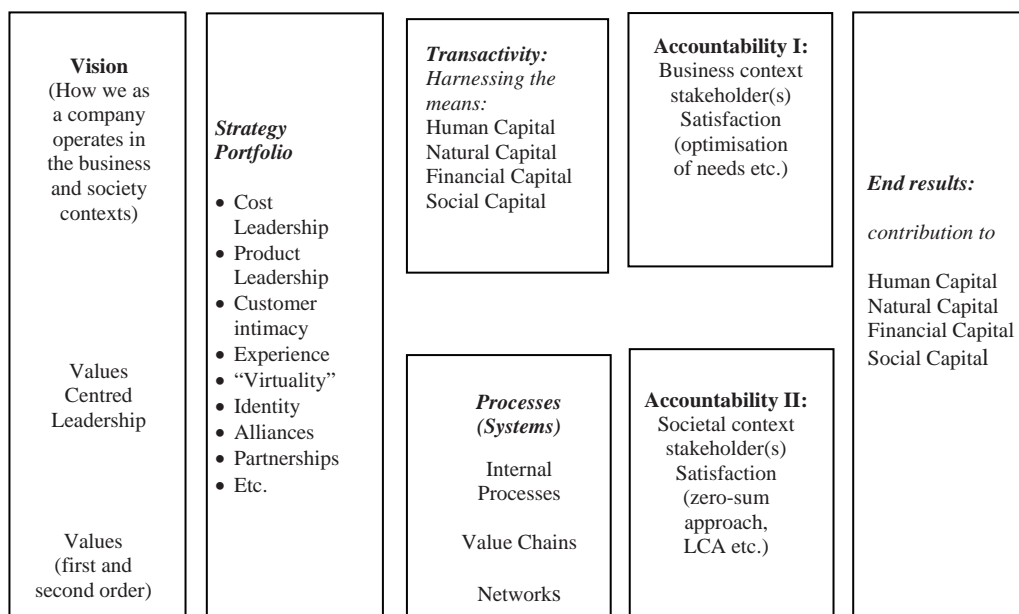 Vision
(How we as
a company
operates in
the business
and society
contexts)
Values
Centred
Leadership
Values
(first and
second order)
Strategy
Portfolio
• Cost
Leadership
• Product
Leadership
• Customer
intimacy
• Experience
• “Virtuality”
• Identity
• Alliances
• Partnerships
• Etc.
Transactivity:
Harnessing the
means:
Human Capital
Natural Capital
Financial Capital
Social Capital
Processes
(Systems)
Internal
Processes
Value Chains
Networks
Accountability I:
Business context
stakeholder(s)
Satisfaction
(optimisation
of needs etc.)
Accountability II:
Societal context
stakeholder(s)
Satisfaction
(zero-sum
approach,
LCA etc.)
End results:
contribution to
Human Capital
Natural Capital
Financial Capital
Social Capital